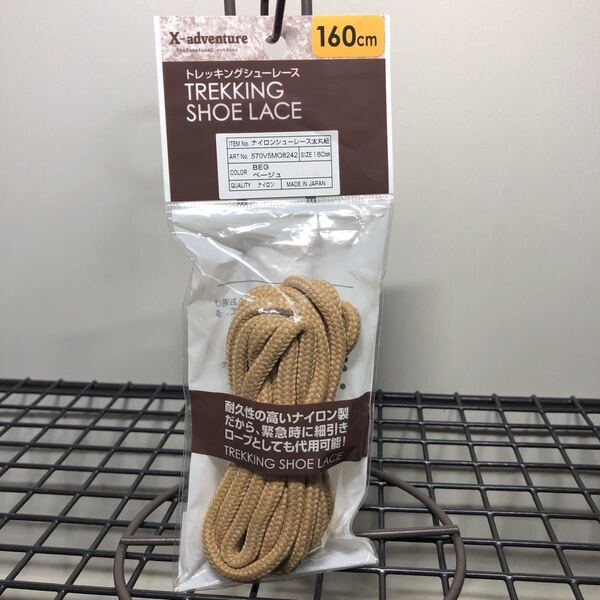 X-adventure
Professional outdoor
160cm
トレッキングシューレース
TREKKING
SHOE LACE
ITEM No. ナイロンシューレース太丸紐
ART No. 570V5MO8242 SIZE 160cm
COLOR BEG
ベージュ
QUALITY ナイロン MADE IN JAPAN
耐久性の高いナイロン製
だから、緊急時に細引き
ロープとしても代用可能!
TREKKING SHOE LACE